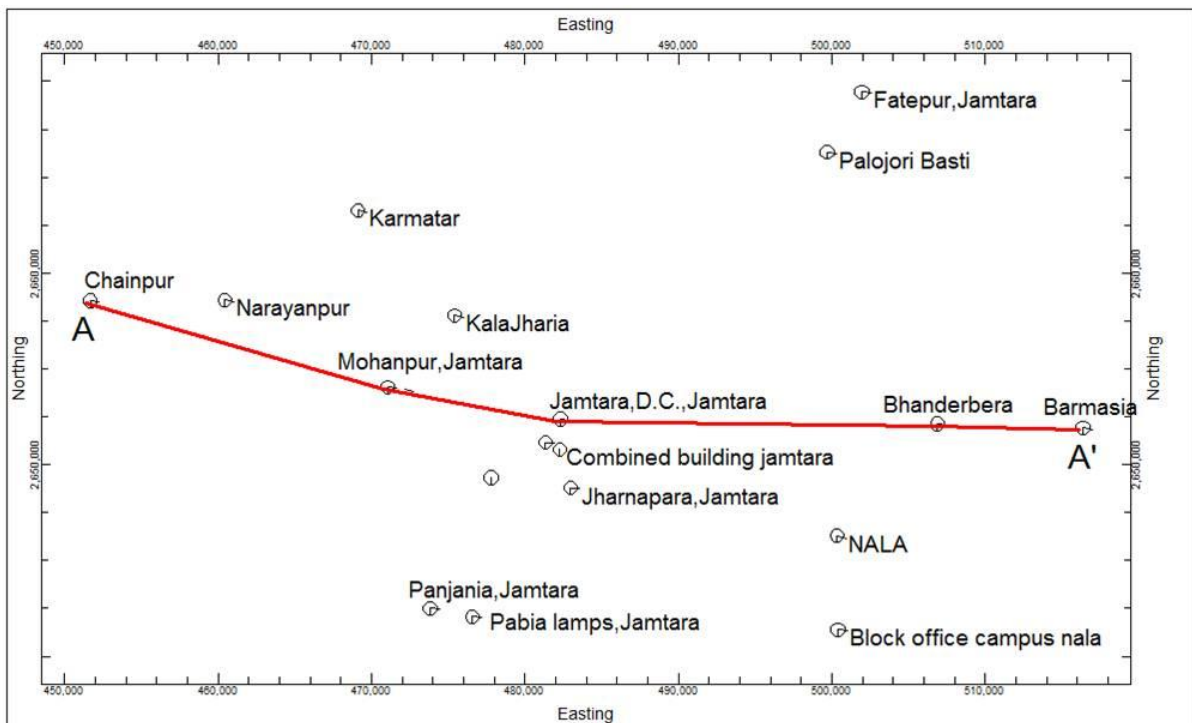 Easting
450,000 460,000 470,000 480,000 490,000 500,000 510,000
Fatepur,Jamtara
Palojori Basti
Karmatar
2,660,000
2,660,000
Chainpur
Narayanpur
A
KalaJharia
Northing
Northing
Mohanpur,Jamtara
Jamtara,D.C.,Jamtara
Bhanderbera
Barmasia
Combined building jamtara
A'
2,650,000
2,650,000
Jharnapara,Jamtara
NALA
Panjania,Jamtara
Pabia lamps,Jamtara
Block office campus nala
450,000 460,000 470,000 480,000 490,000 500,000 510,000
Easting